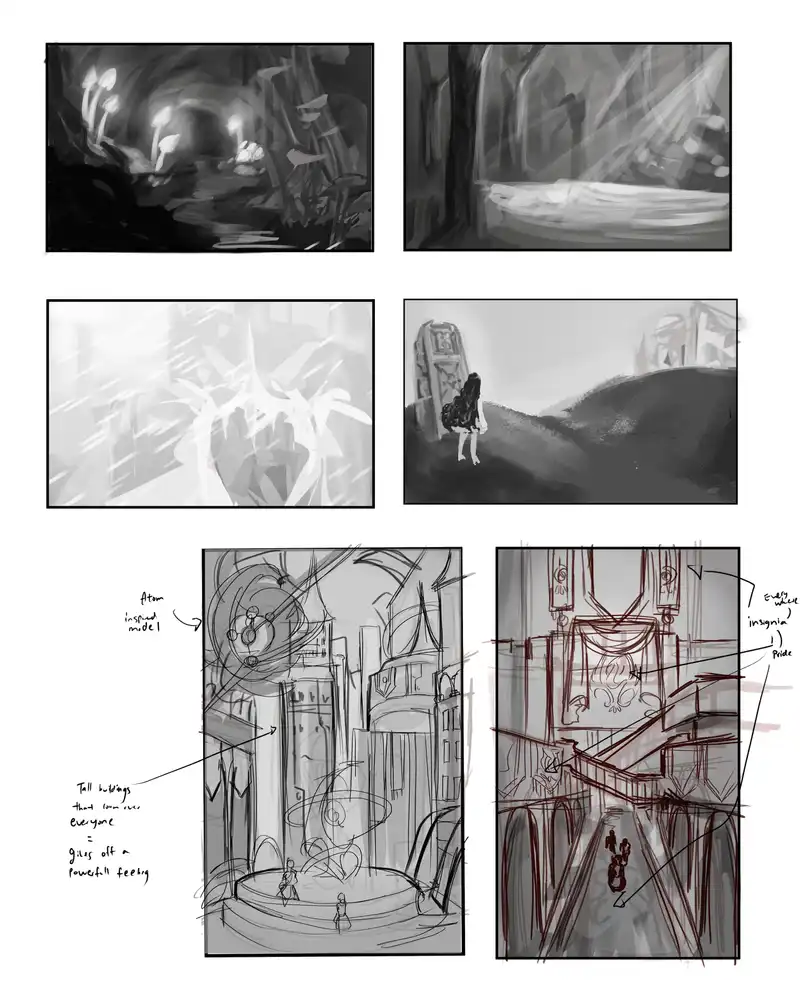 Atom
inspired
model
Every
where
insignia
Pride
Tall buildings
that loom over
everyone
=
gives off a
powerfull feeling